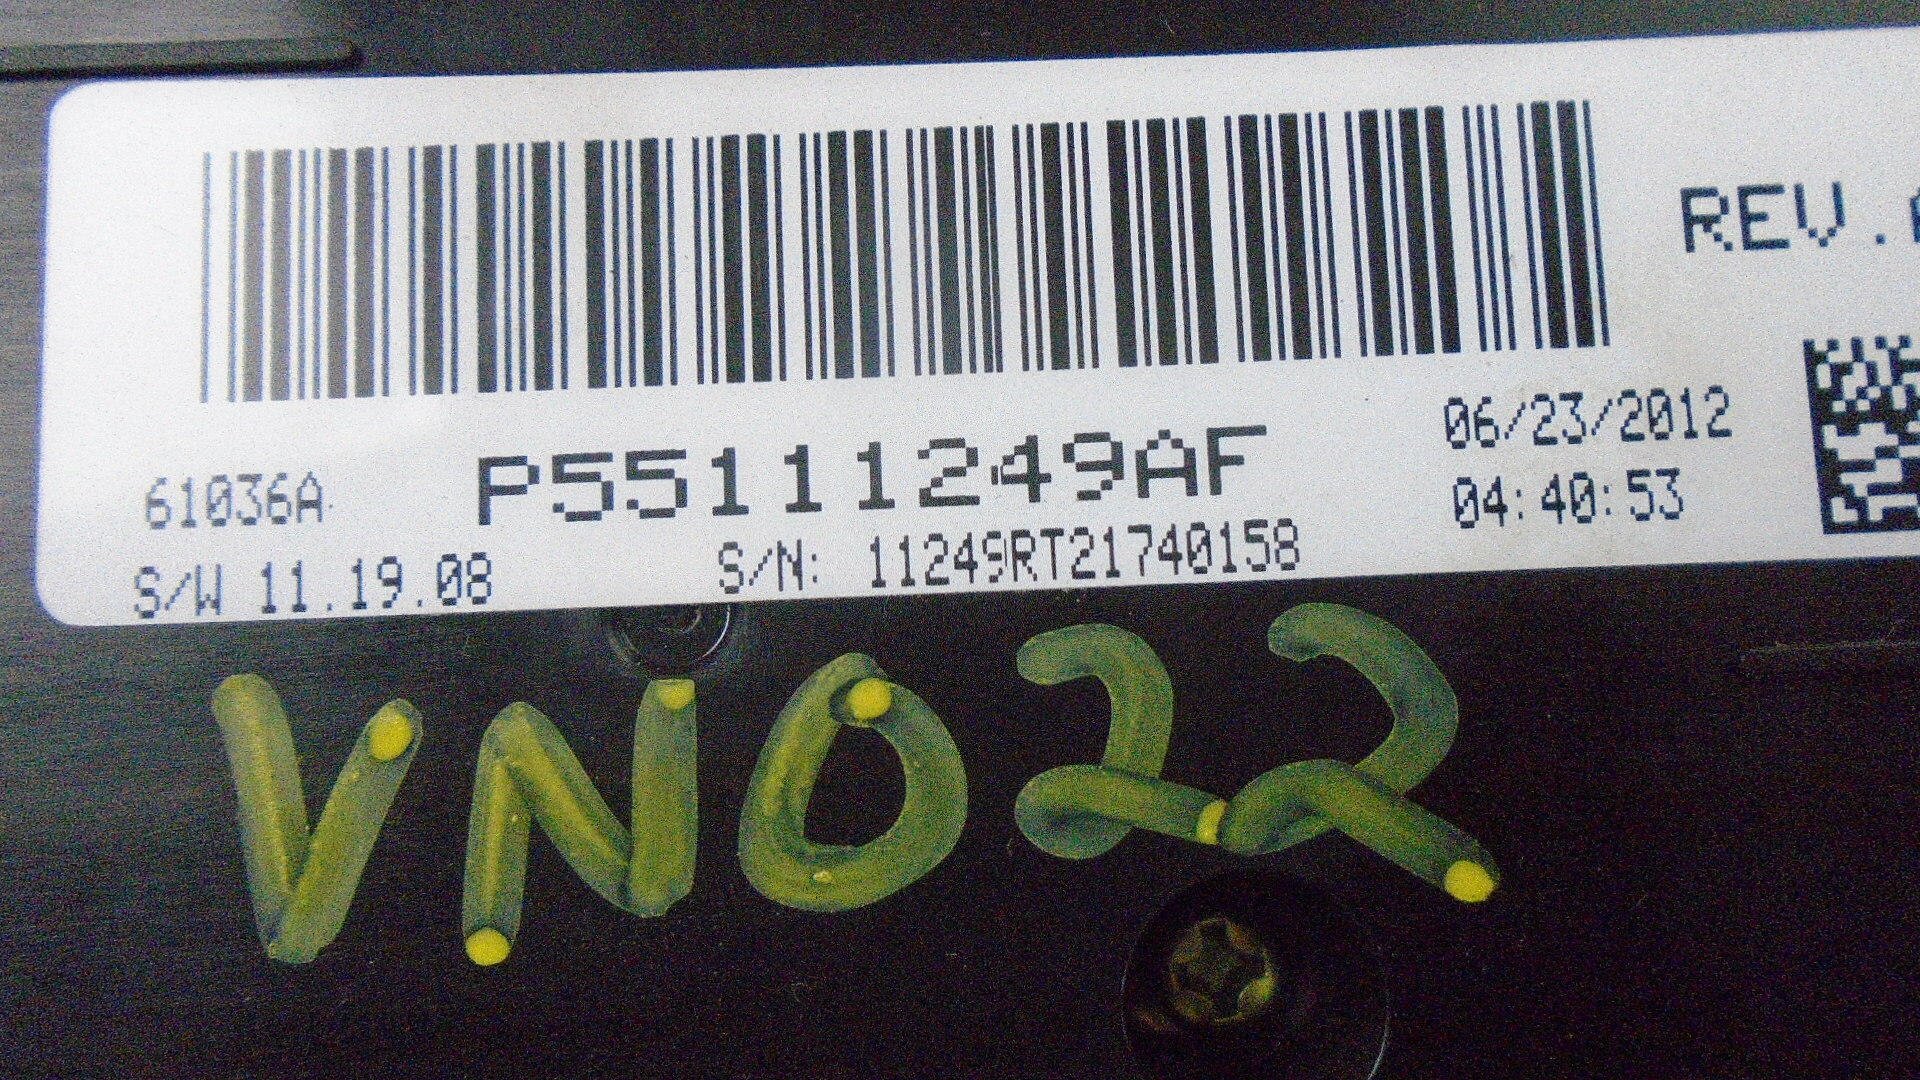 REV.A
61036A P55111249AF 06/23/2012
04:40:53
S/W 11.19.08 S/N: 11249RT21740158
VN022